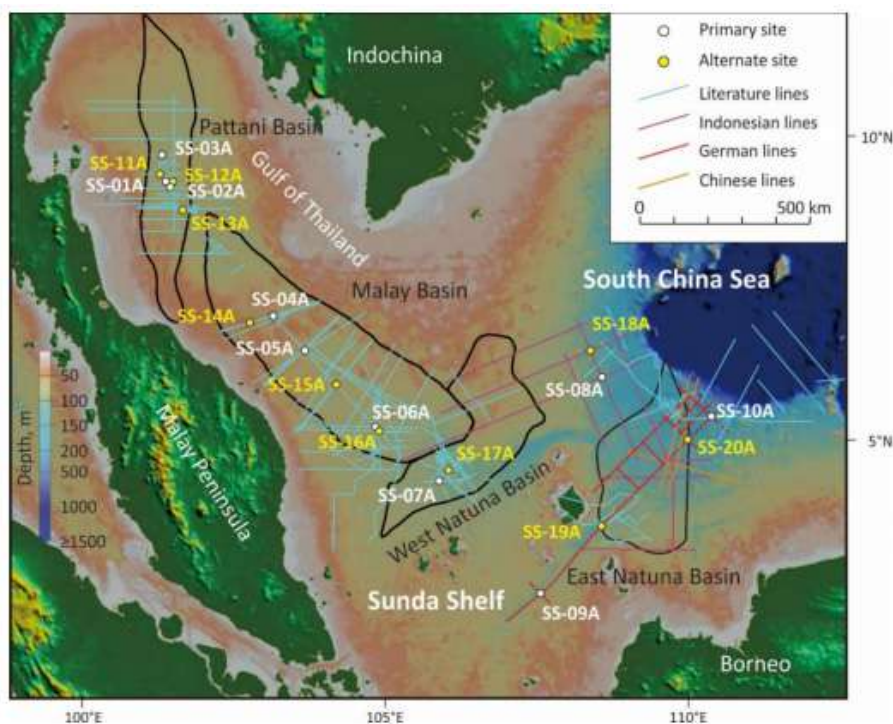 Indochina
Primary site
Alternate site
Literature lines
Indonesian lines
German lines
Chinese lines
0 500 km
10°N
Pattani Basin
SS-03A
SS-11A
SS-12A
SS-01A
SS-02A
SS-13A
Gulf of Thailand
South China Sea
Malay Basin
SS-04A
SS-14A
SS-18A
SS-05A
SS-08A
SS-15A
SS-06A
SS-10A
SS-16A
SS-20A
5°N
SS-17A
SS-07A
West Natuna Basin
SS-19A
East Natuna Basin
Sunda Shelf
SS-09A
Borneo
Malay Peninsula
Depth, m
0
50
100
150
200
500
1000
≥1500
100°E
105°E
110°E